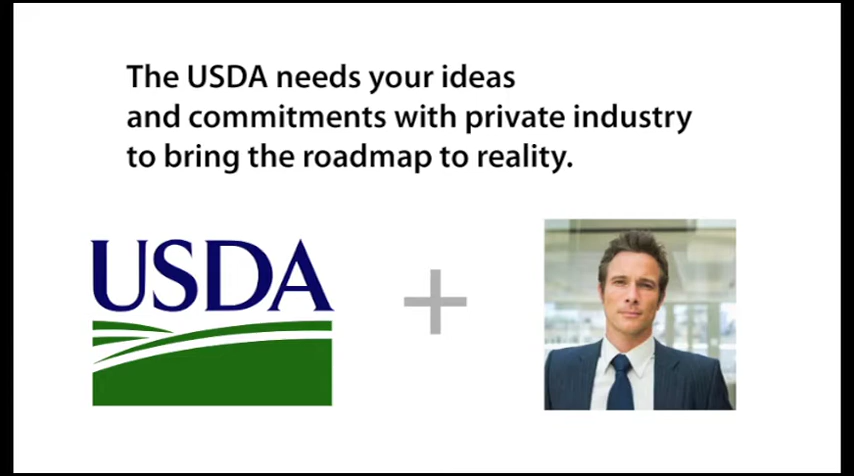 The USDA needs your ideas
and commitments with private industry
to bring the roadmap to reality.
USDA